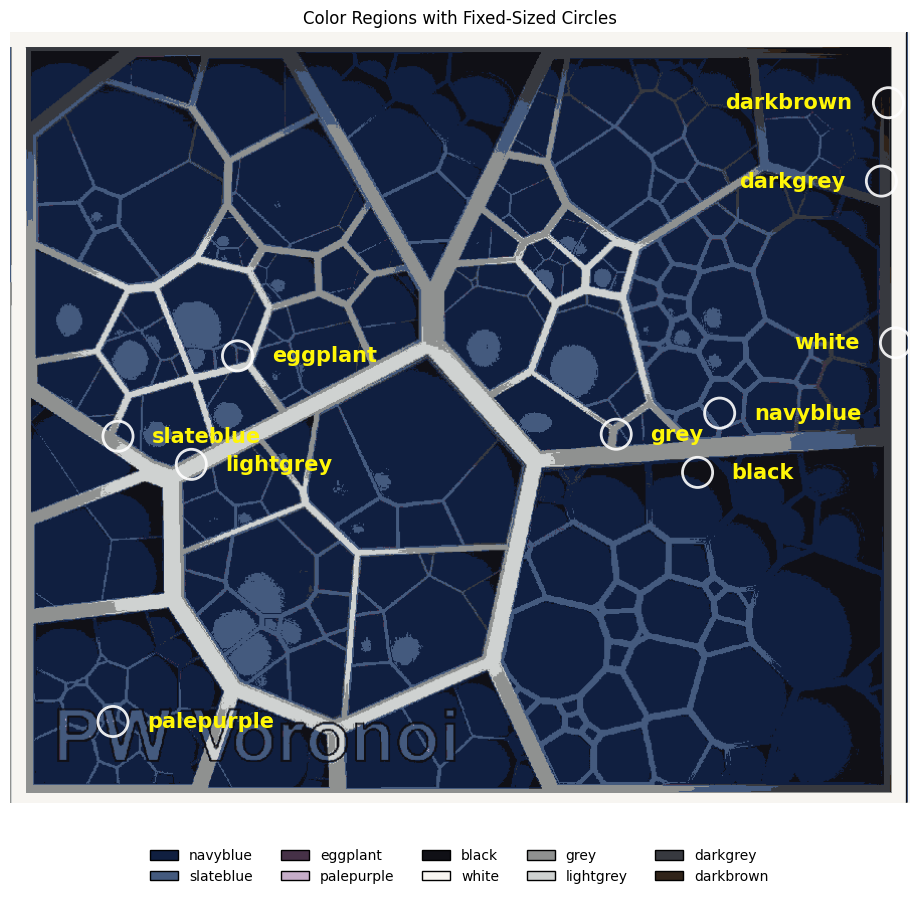 Color Regions with Fixed-Sized Circles
darkbrown
darkgrey
white
eggplant
navyblue
slateblue
grey
lightgrey
black
palepurple
PW Voronoi
navyblue eggplant black grey darkgrey
slateblue palepurple white lightgrey darkbrown